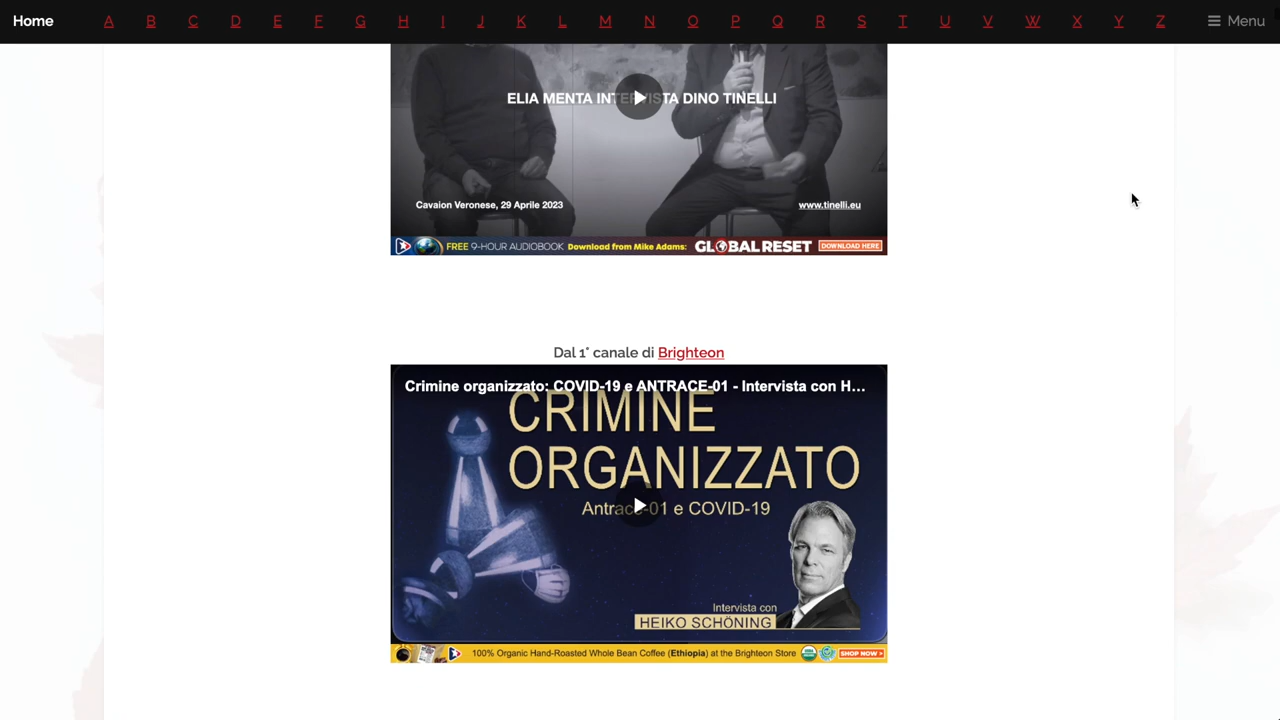 Home A B C D E F G H I J K L M N O P Q R S T U V W X Y Z Menu
ELIA MENTA INTERVISTA DINO TINELLI
Cavaion Veronese, 29 Aprile 2023 www.tinelli.eu
FREE 9-HOUR AUDIOBOOK Download from Mike Adams: GLOBAL RESET DOWNLOAD HERE
Dal 1° canale di Brighteon
Crimine organizzato: COVID-19 e ANTRACE-01 - Intervista con H...
CRIMINE
ORGANIZZATO
Antrace-01 e COVID-19
Intervista con
HEIKO SCHÖNING
100% Organic Hand-Roasted Whole Bean Coffee (Ethiopia) at the Brighteon Store SHOP NOW >